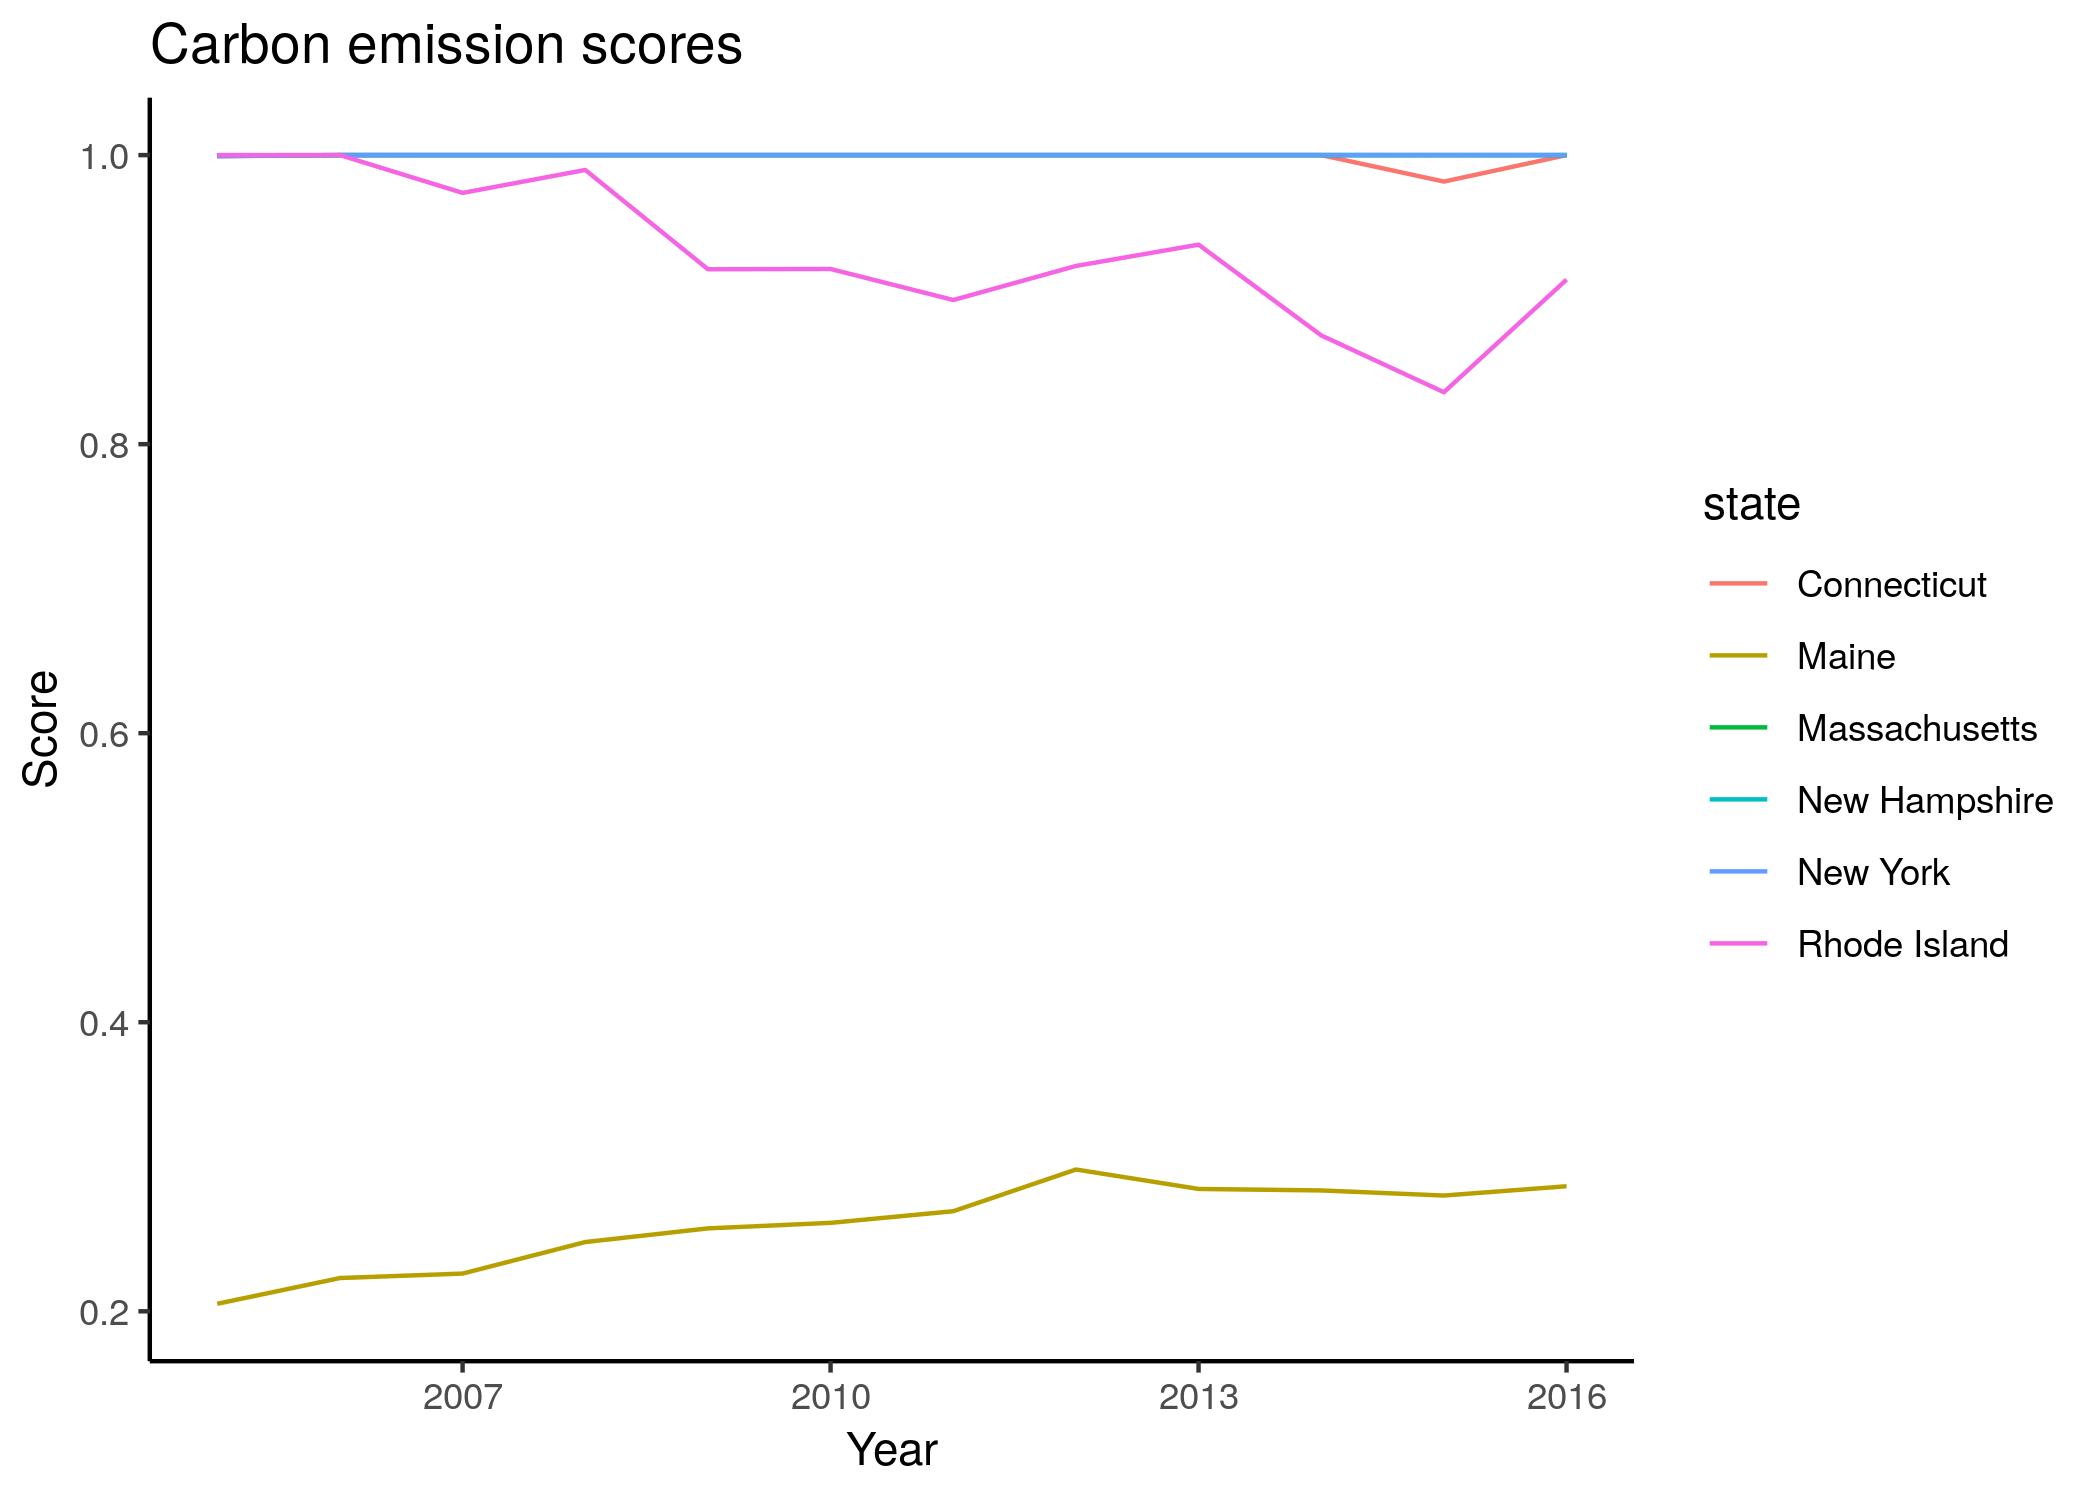 Carbon emission scores
1.0
0.8
0.6
0.4
0.2
Score
2007
2010
2013
2016
Year
state
Connecticut
Maine
Massachusetts
New Hampshire
New York
Rhode Island